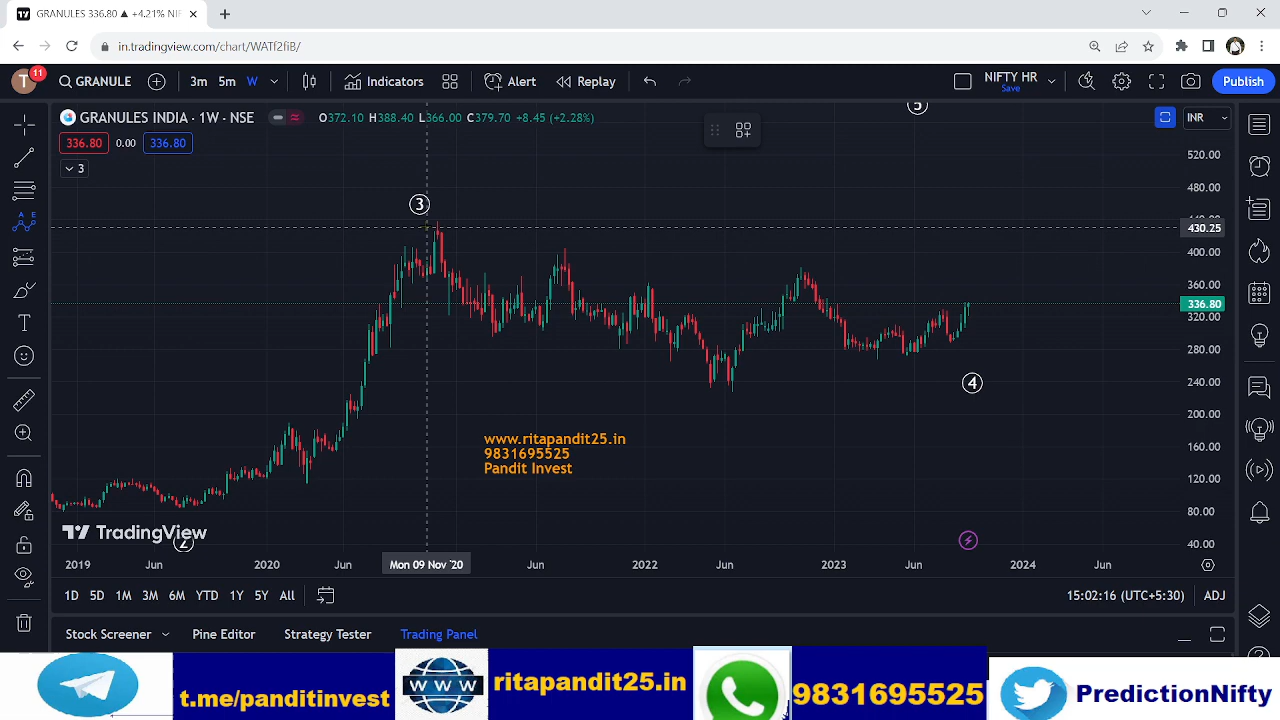 GRANULES 336.80 ▲ +4.21% NIF
in.tradingview.com/chart/WATf2fiB/
T 11 GRANULE 3m 5m W Indicators Alert Replay NIFTY HR Save Publish
GRANULES INDIA · 1W · NSE O372.10 H388.40 L366.00 C379.70 +8.45 (+2.28%)
INR
336.80 0.00 336.80
3
5
3
4
2
520.00
480.00
430.25
400.00
360.00
336.80
320.00
280.00
240.00
200.00
160.00
120.00
80.00
40.00
www.ritapandit25.in
9831695525
Pandit Invest
TradingView
2019 Jun 2020 Jun Mon 09 Nov '20 Jun 2022 Jun 2023 Jun 2024 Jun
1D 5D 1M 3M 6M YTD 1Y 5Y All 15:02:16 (UTC+5:30) ADJ
Stock Screener Pine Editor Strategy Tester Trading Panel
t.me/panditinvest WWW ritapandit25.in 9831695525 PredictionNifty